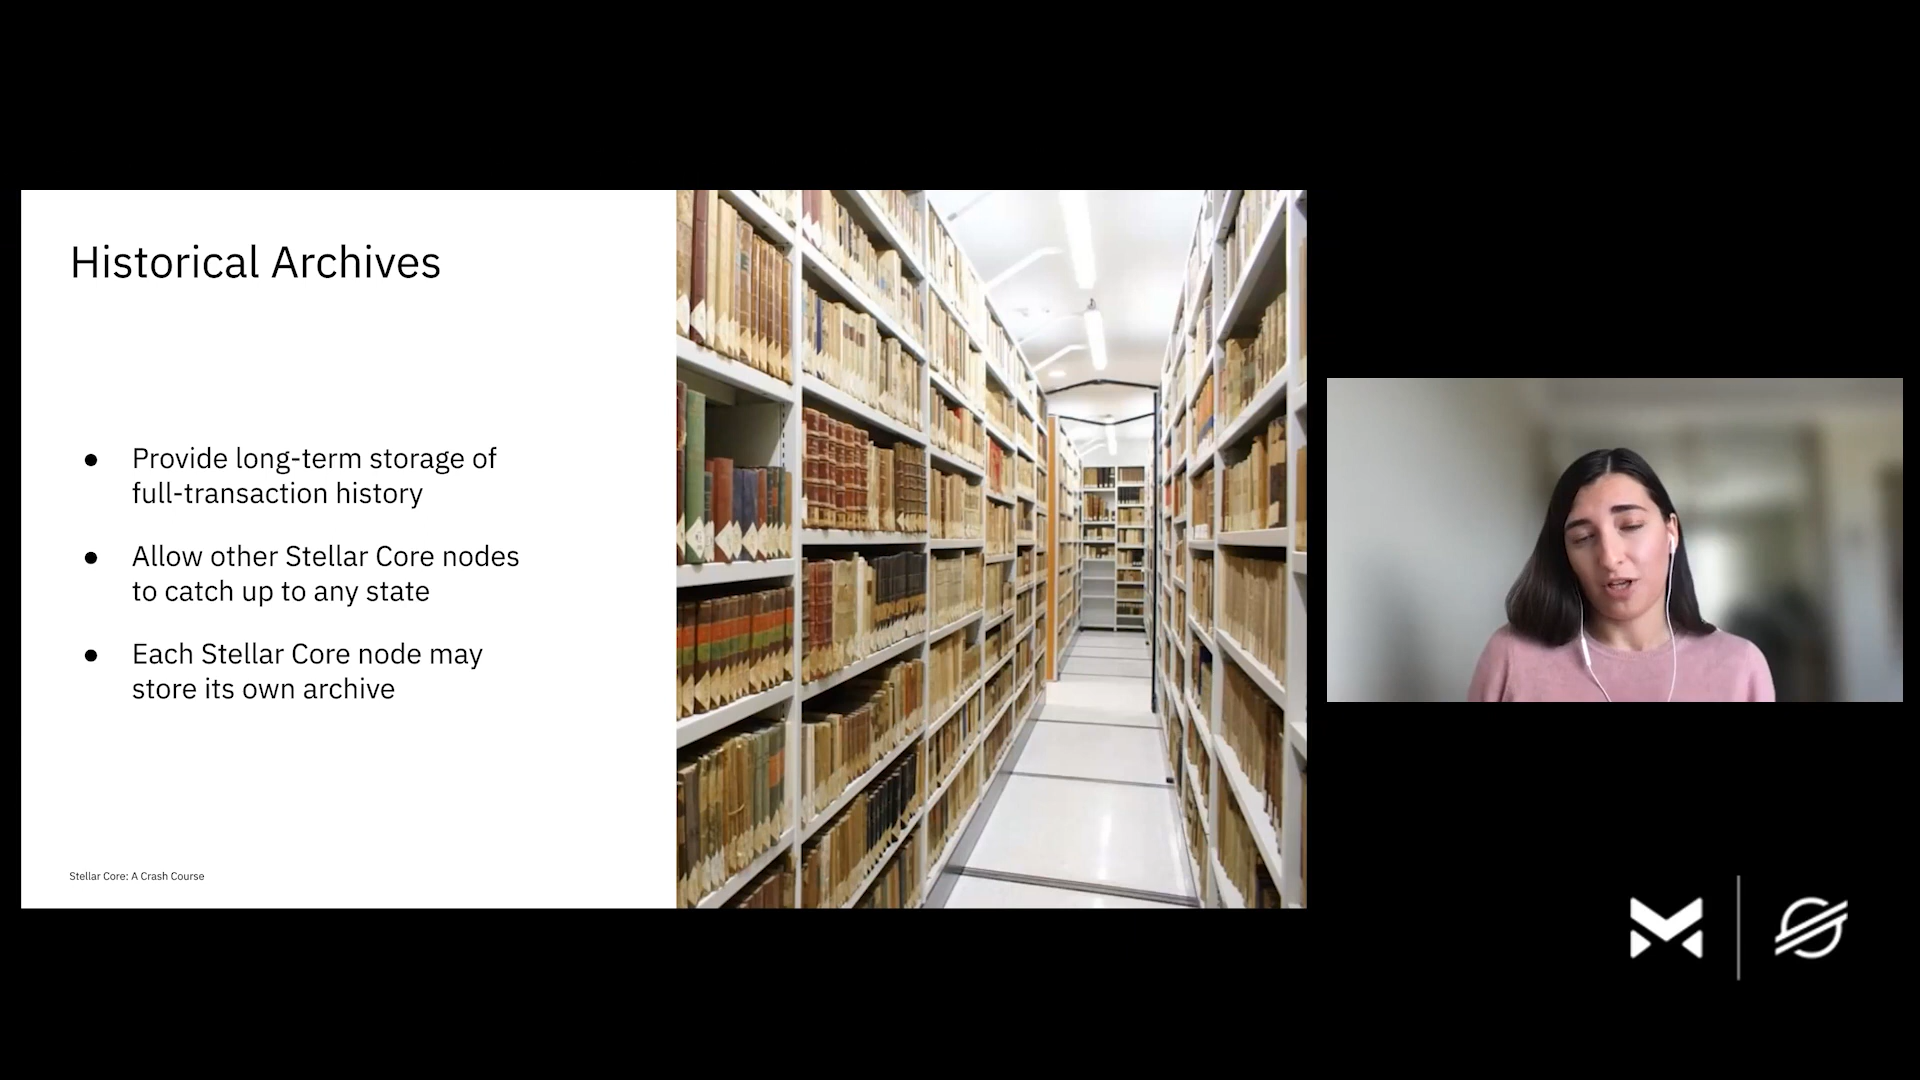 Historical Archives
● Provide long-term storage of
full-transaction history
● Allow other Stellar Core nodes
to catch up to any state
● Each Stellar Core node may
store its own archive
Stellar Core: A Crash Course